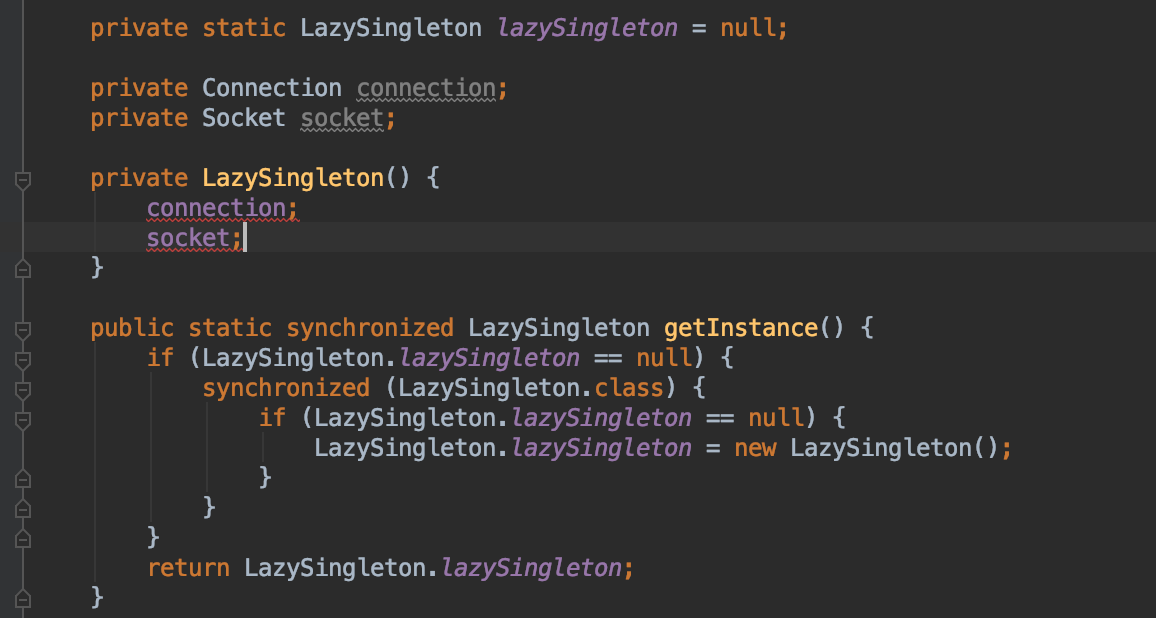 private static LazySingleton lazySingleton = null;
private Connection connection;
private Socket socket;
private LazySingleton() {
connection;
socket;
}
public static synchronized LazySingleton getInstance() {
if (LazySingleton.lazySingleton == null) {
synchronized (LazySingleton.class) {
if (LazySingleton.lazySingleton == null) {
LazySingleton.lazySingleton = new LazySingleton();
}
}
}
return LazySingleton.lazySingleton;
}